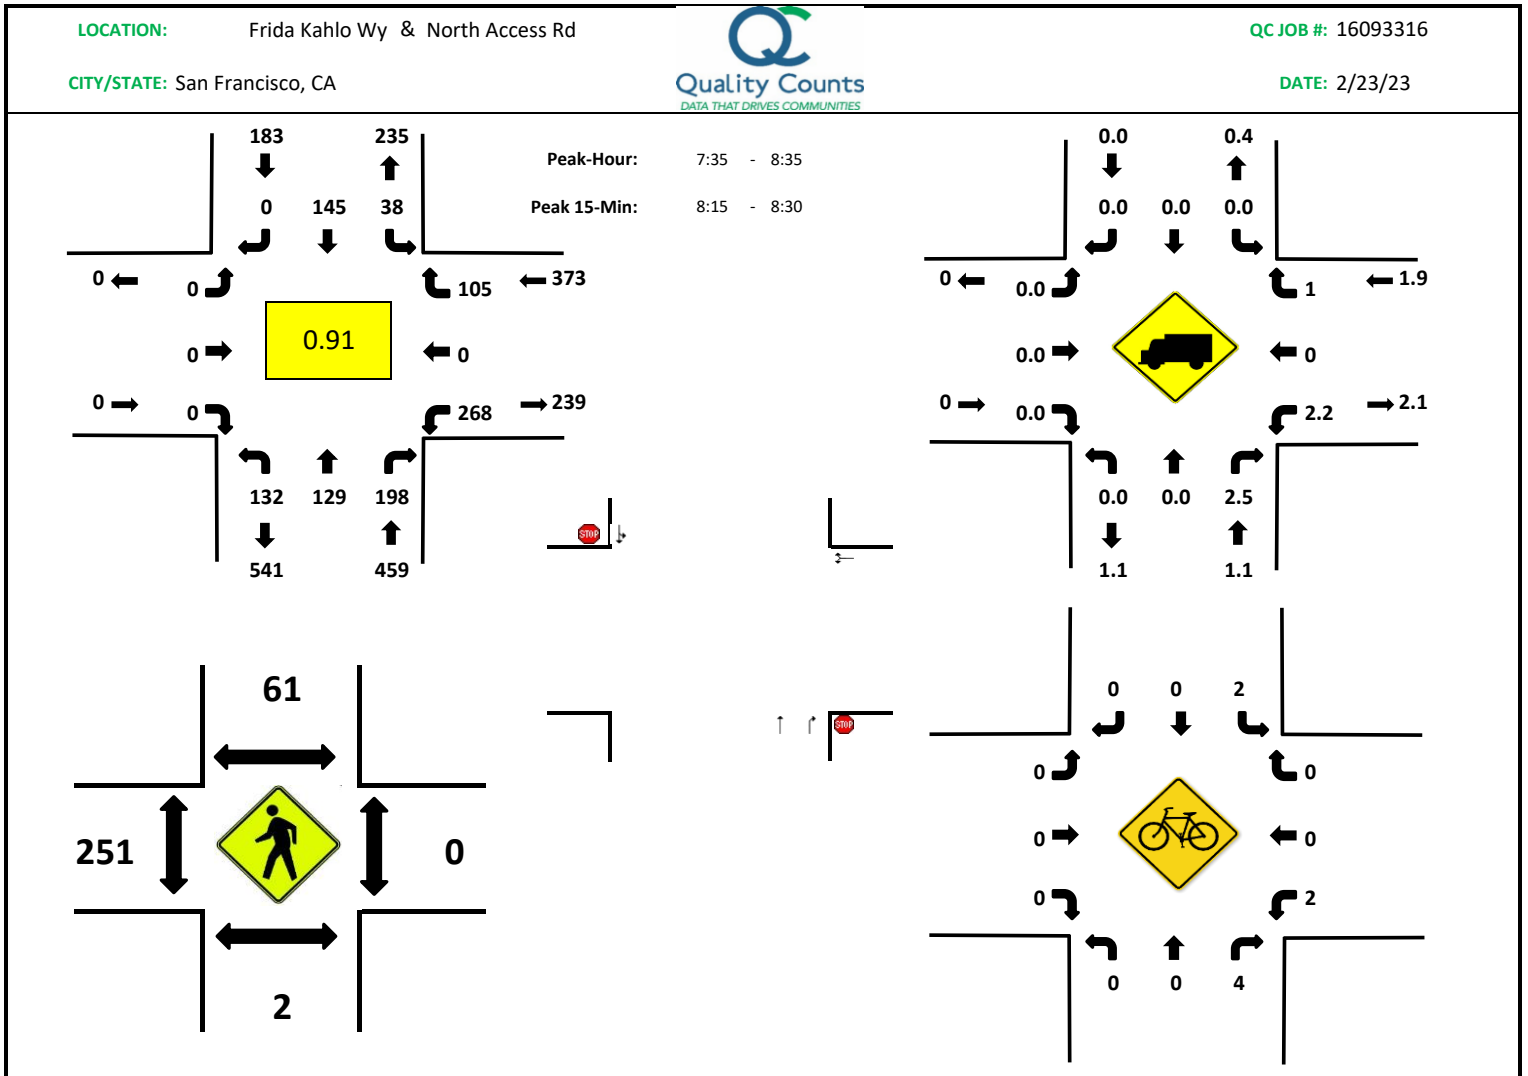 LOCATION: Frida Kahlo Wy & North Access Rd
QC JOB #: 16093316
CITY/STATE: San Francisco, CA
Quality Counts
DATA THAT DRIVES COMMUNITIES
DATE: 2/23/23
183 235
Peak-Hour: 7:35 - 8:35
0 145 38
Peak 15-Min: 8:15 - 8:30
0 0 105 373
0.91
0 0
0 0 268 239
132 129 198
541 459
0.0 0.4
0.0 0.0 0.0
0 0.0 1 1.9
0.0 0
0 0.0 2.2 2.1
0.0 0.0 2.5
1.1 1.1
STOP
STOP
61
251 0
2
0 0 2
0 0
0 0
0 2
0 0 4